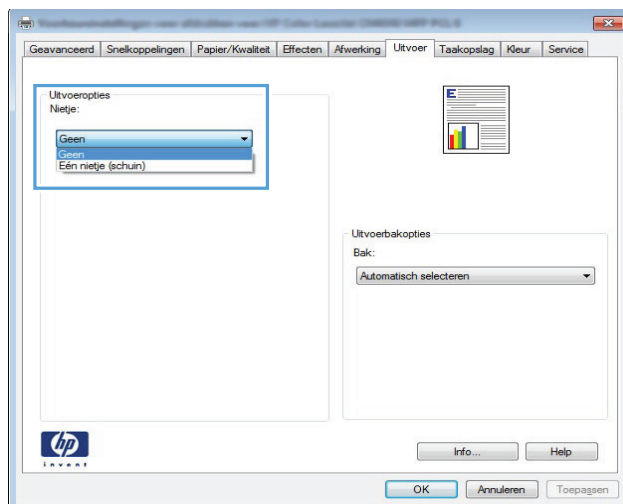 Geavanceerd Snelkoppelingen Papier/Kwaliteit Effecten Afwerking Uitvoer Taakopslag Kleur Service
Uitvoeropties
Nietje:
Geen
Geen
Eén nietje (schuin)
E
Uitvoerbakopties
Bak:
Automatisch selecteren
hp
invent
Info... Help
OK Annuleren Toepassen